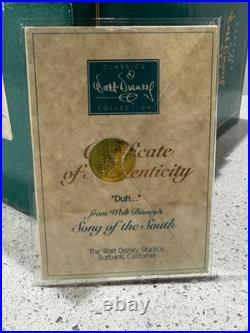 CLASSICS
Walt Disney
COLLECTION
Certificate
of Authenticity
"Duh..."
from Walt Disney's
Song of the South
The Walt Disney Studios
Burbank, California